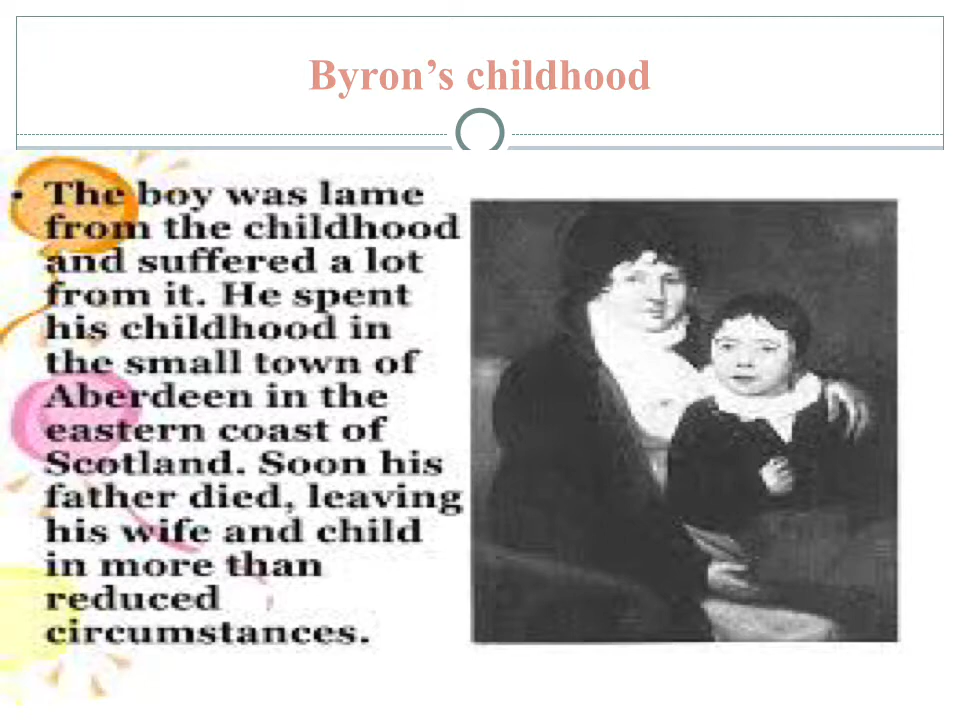 Byron’s childhood
• The boy was lame
from the childhood
and suffered a lot
from it. He spent
his childhood in
the small town of
Aberdeen in the
eastern coast of
Scotland. Soon his
father died, leaving
his wife and child
in more than
reduced
circumstances.